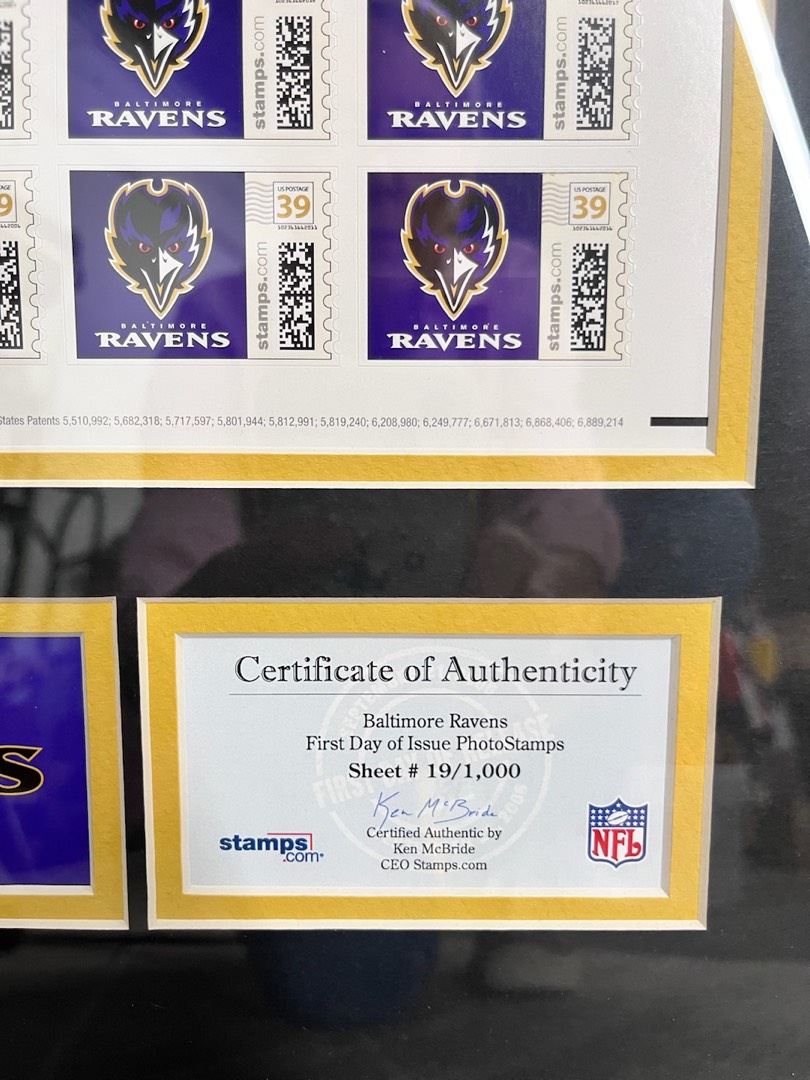 stamps.com
BALTIMORE
RAVENS
stamps.com
BALTIMORE
RAVENS
9
US POSTAGE
39
stamps.com
BALTIMORE
RAVENS
US POSTAGE
39
stamps.com
BALTIMORE
RAVENS
States Patents 5,510,992; 5,682,318; 5,717,597; 5,801,944; 5,812,991; 5,819,240; 6,208,980; 6,249,777; 6,671,813; 6,868,406; 6,889,214
S
Certificate of Authenticity
Baltimore Ravens
First Day of Issue PhotoStamps
Sheet # 19/1,000
Ken McBride
Certified Authentic by
Ken McBride
CEO Stamps.com
stamps
.com
NFL